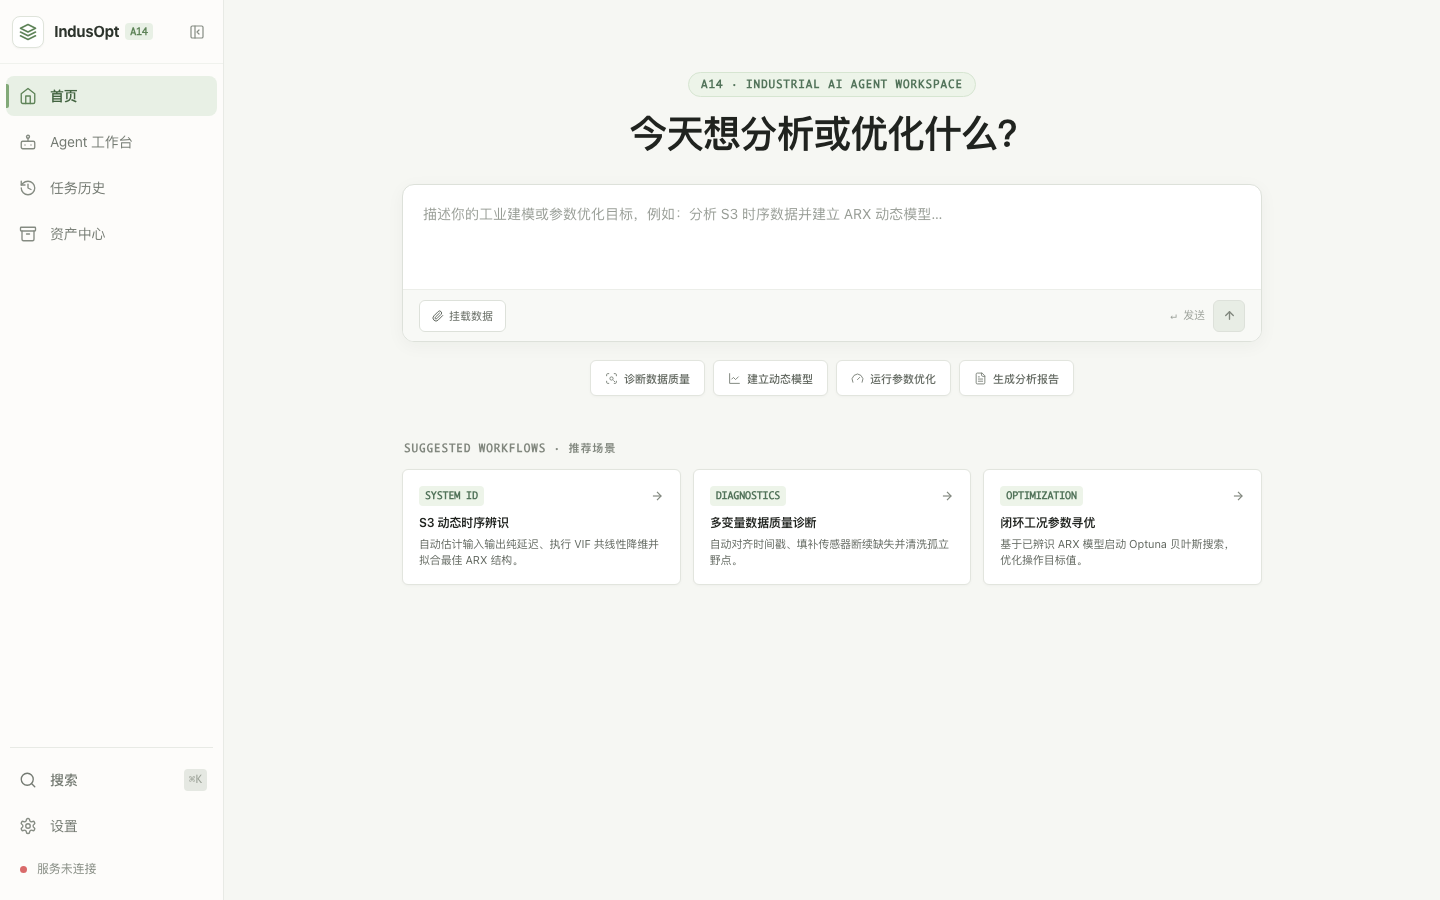 IndusOpt A14
首页
Agent 工作台
任务历史
资产中心
搜索 ⌘K
设置
服务未连接
A14 · INDUSTRIAL AI AGENT WORKSPACE
今天想分析或优化什么?
描述你的工业建模或参数优化目标，例如：分析 S3 时序数据并建立 ARX 动态模型...
挂载数据
↵ 发送
诊断数据质量
建立动态模型
运行参数优化
生成分析报告
SUGGESTED WORKFLOWS · 推荐场景
SYSTEM ID
S3 动态时序辨识
自动估计输入输出纯延迟、执行 VIF 共线性降维并
拟合最佳 ARX 结构。
DIAGNOSTICS
多变量数据质量诊断
自动对齐时间戳、填补传感器断续缺失并清洗孤立
野点。
OPTIMIZATION
闭环工况参数寻优
基于已辨识 ARX 模型启动 Optuna 贝叶斯搜索，
优化操作目标值。